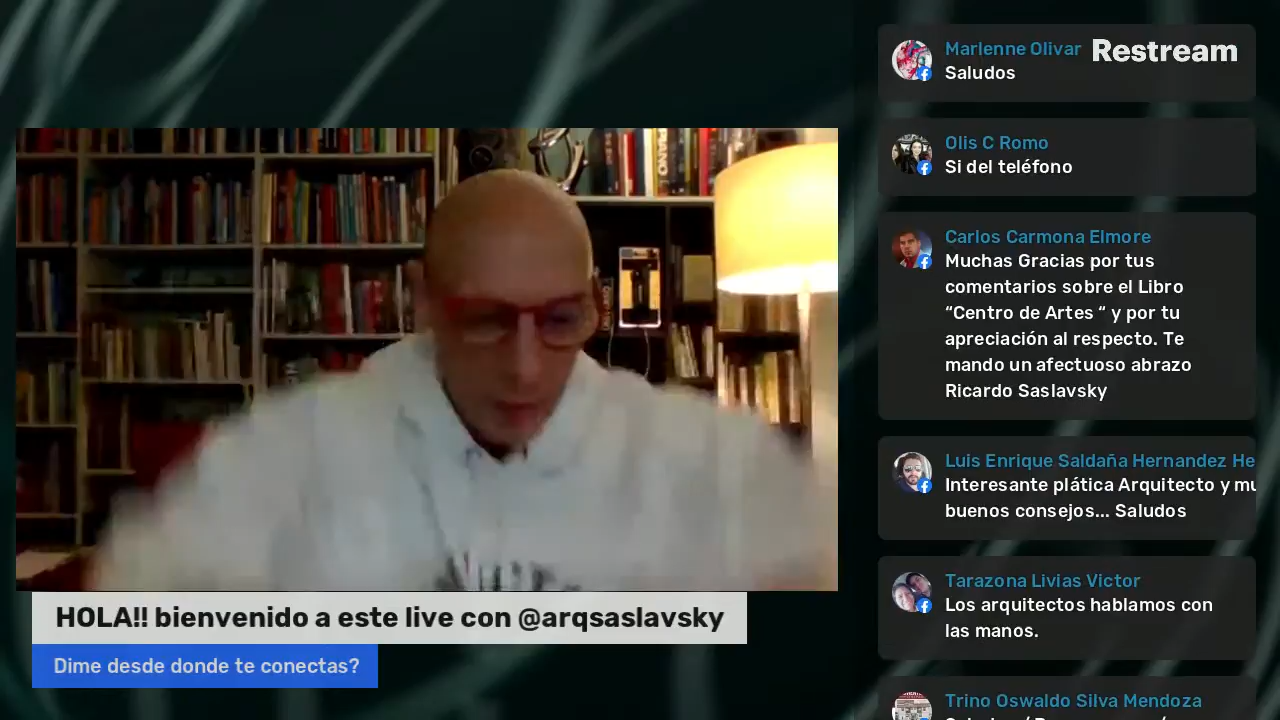 Marlenne Olivar
Restream
Saludos
Olis C Romo
Si del teléfono
Carlos Carmona Elmore
Muchas Gracias por tus
comentarios sobre el Libro
“Centro de Artes “ y por tu
apreciación al respecto. Te
mando un afectuoso abrazo
Ricardo Saslavsky
Luis Enrique Saldaña Hernandez He
Interesante plática Arquitecto y mu
buenos consejos... Saludos
Tarazona Livias Victor
Los arquitectos hablamos con
las manos.
Trino Oswaldo Silva Mendoza
HOLA!! bienvenido a este live con @arqsaslavsky
Dime desde donde te conectas?